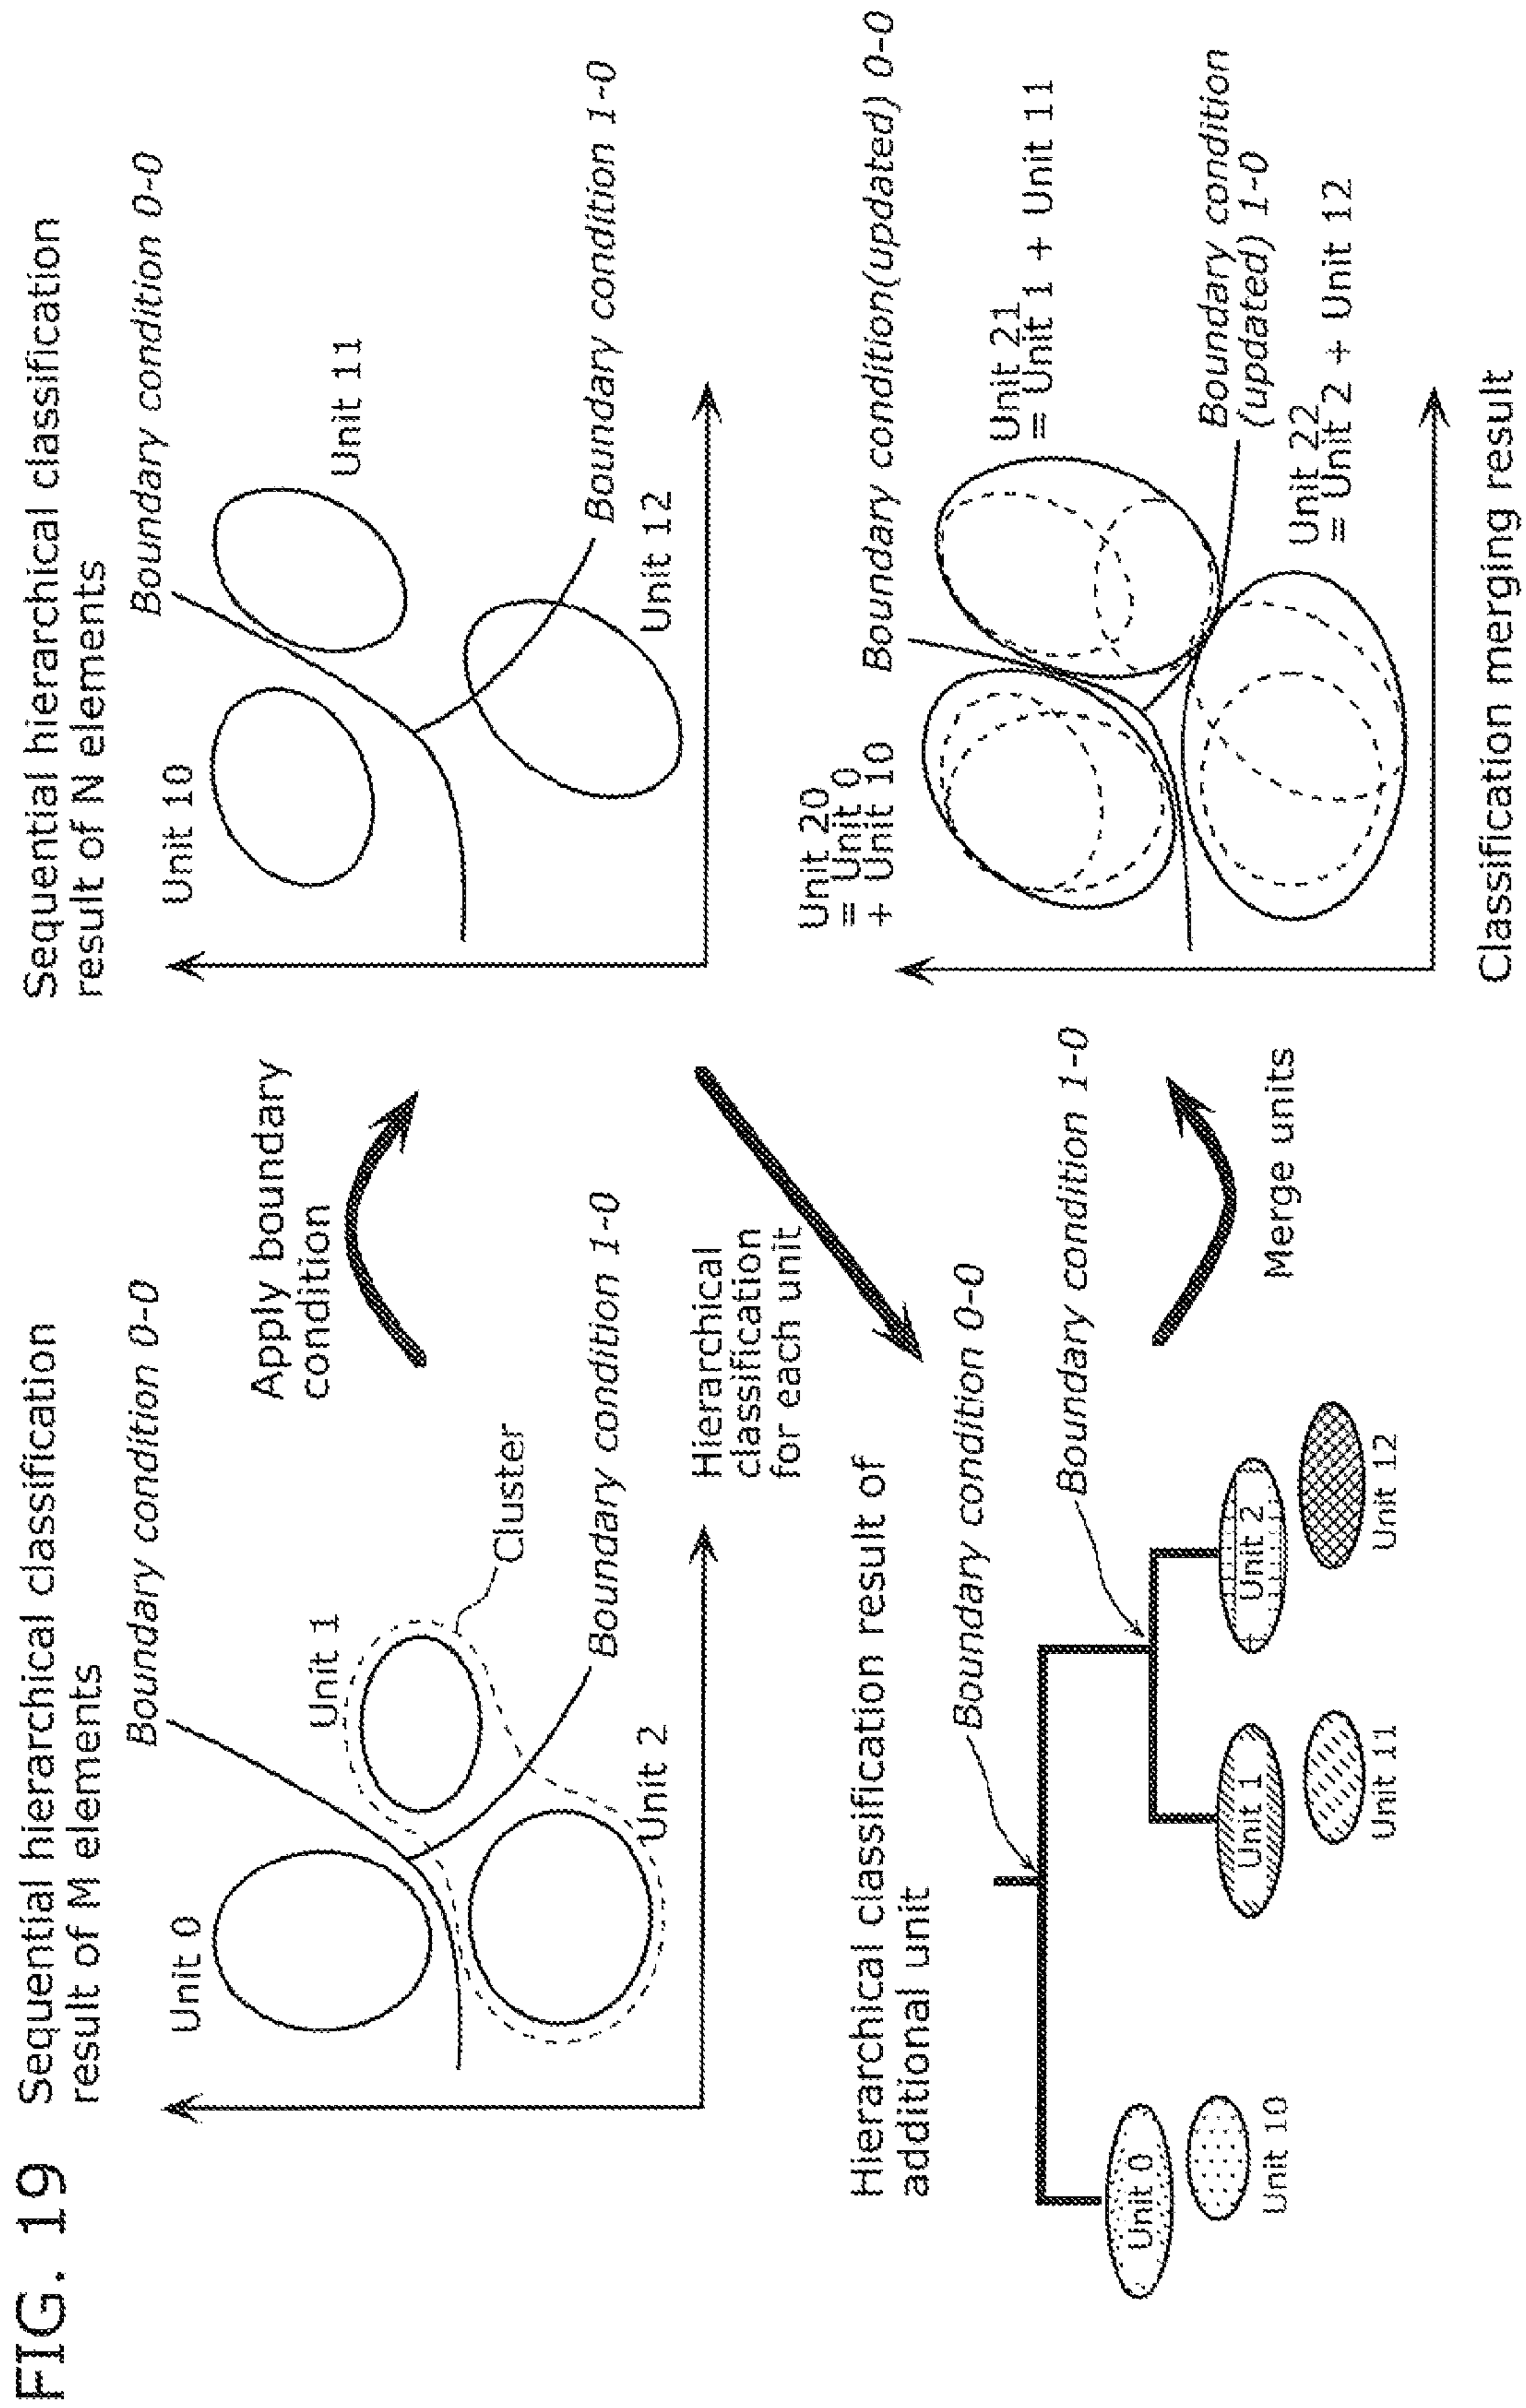 FIG. 19
Sequential hierarchical classification
result of M elements
Boundary condition 0-0
Unit 0
Unit 1
Cluster
Unit 2
Boundary condition 1-0
Apply boundary
condition
Sequential hierarchical classification
result of N elements
Boundary condition 0-0
Unit 10
Unit 11
Boundary condition 1-0
Unit 12
Hierarchical
classification
for each unit
Hierarchical classification result of
additional unit
Boundary condition 0-0
Boundary condition 1-0
Unit 0
Unit 10
Unit 1
Unit 11
Unit 2
Unit 12
Merge units
Unit 20
= Unit 0
+ Unit 10
Boundary condition(updated) 0-0
Unit 21
= Unit 1 + Unit 11
Boundary condition
(updated) 1-0
Unit 22
= Unit 2 + Unit 12
Classification merging result